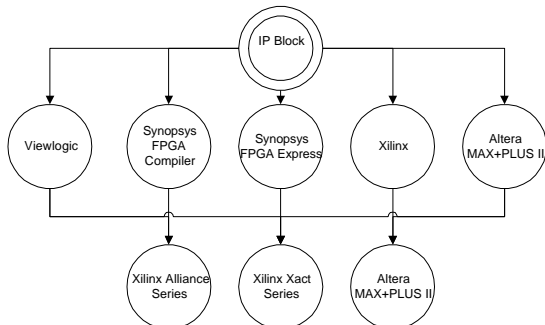 IP Block
Viewlogic
Synopsys
FPGA
Compiler
Synopsys
FPGA Express
Xilinx
Altera
MAX+PLUS II
Xilinx Alliance
Series
Xilinx Xact
Series
Altera
MAX+PLUS II